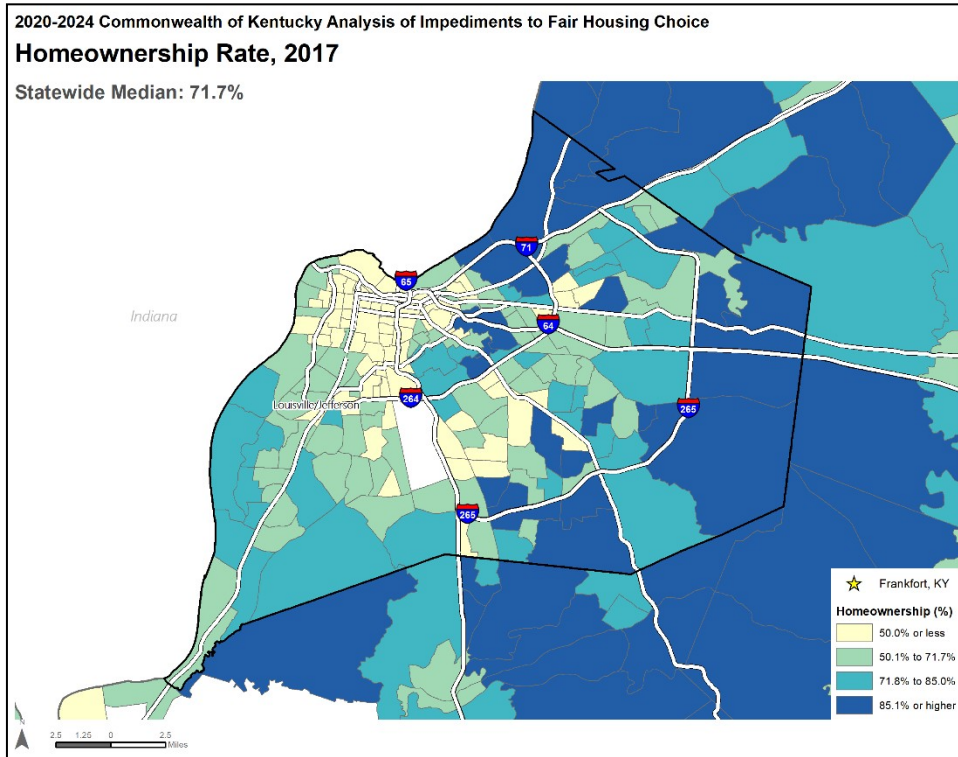 2020-2024 Commonwealth of Kentucky Analysis of Impediments to Fair Housing Choice
Homeownership Rate, 2017
Statewide Median: 71.7%
71
65
Indiana
64
264
Louisville/Jefferson
265
265
Frankfort, KY
Homeownership (%)
50.0% or less
50.1% to 71.7%
71.8% to 85.0%
85.1% or higher
N
2.5 1.25 0 2.5
Miles